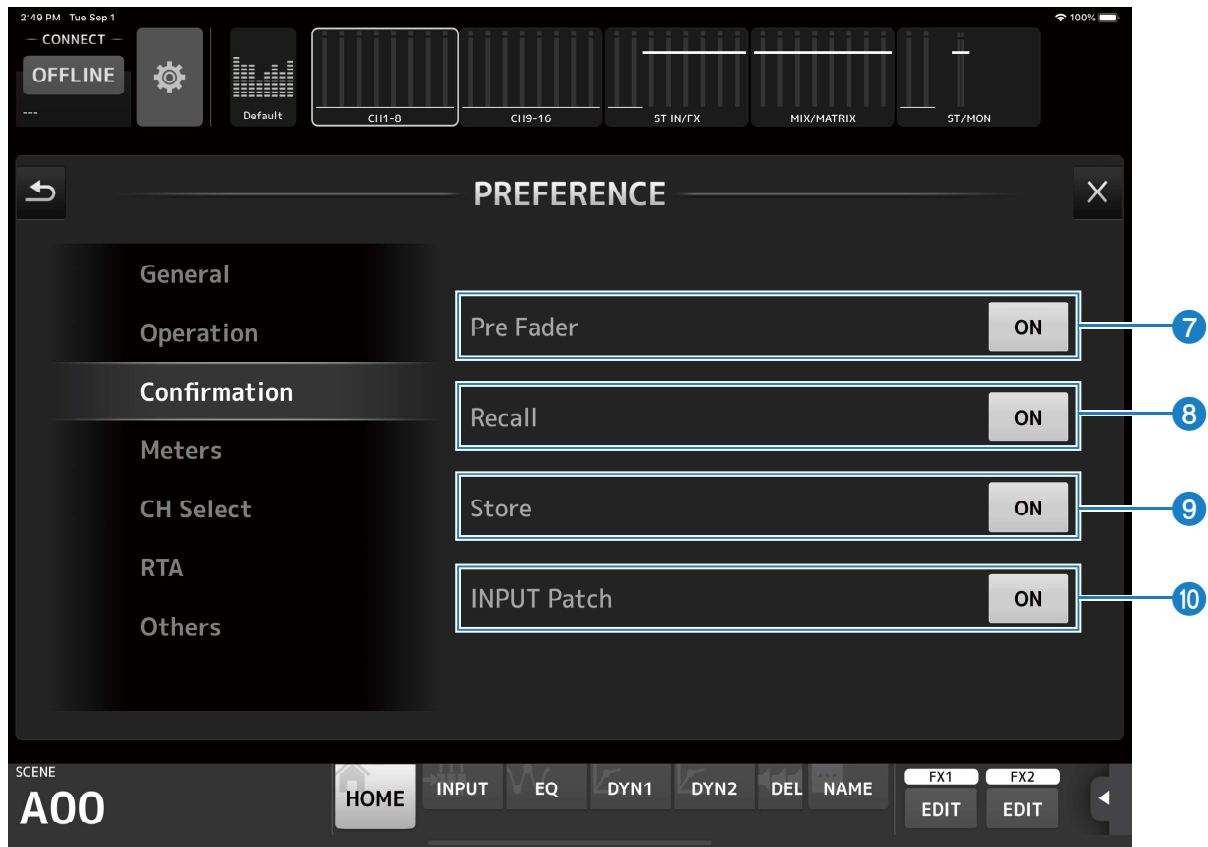 2:49 PM Tue Sep 1
100%
CONNECT
OFFLINE
---
Default
CH1-8
CH9-16
ST IN/FX
MIX/MATRIX
ST/MON
PREFERENCE
General
Operation
Confirmation
Meters
CH Select
RTA
Others
Pre Fader ON 7
Recall ON 8
Store ON 9
INPUT Patch ON 10
SCENE
A00
HOME
INPUT
EQ
DYN1
DYN2
DEL
NAME
FX1
EDIT
FX2
EDIT